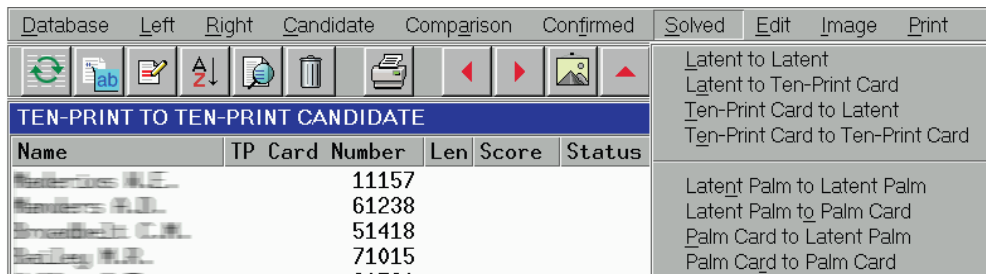 Database Left Right Candidate Comparison Confirmed Solved Edit Image Print
ab
A
Z
TEN-PRINT TO TEN-PRINT CANDIDATE
Name TP Card Number Len Score Status
11157
61238
51418
71015
Latent to Latent
Latent to Ten-Print Card
Ten-Print Card to Latent
Ten-Print Card to Ten-Print Card
Latent Palm to Latent Palm
Latent Palm to Palm Card
Palm Card to Latent Palm
Palm Card to Palm Card